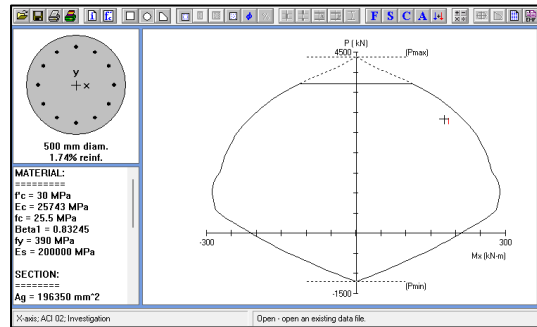 F S C A
y
x
500 mm diam.
1.74% reinf.
MATERIAL:
=========
f'c = 30 MPa
Ec = 25743 MPa
fc = 25.5 MPa
Beta1 = 0.83245
fy = 390 MPa
Es = 200000 MPa
SECTION:
========
Ag = 196350 mm^2
P ( kN)
4500
(Pmax)
1
-300
300
Mx (kN-m)
-1500
(Pmin)
X-axis; ACI 02; Investigation
Open - open an existing data file.